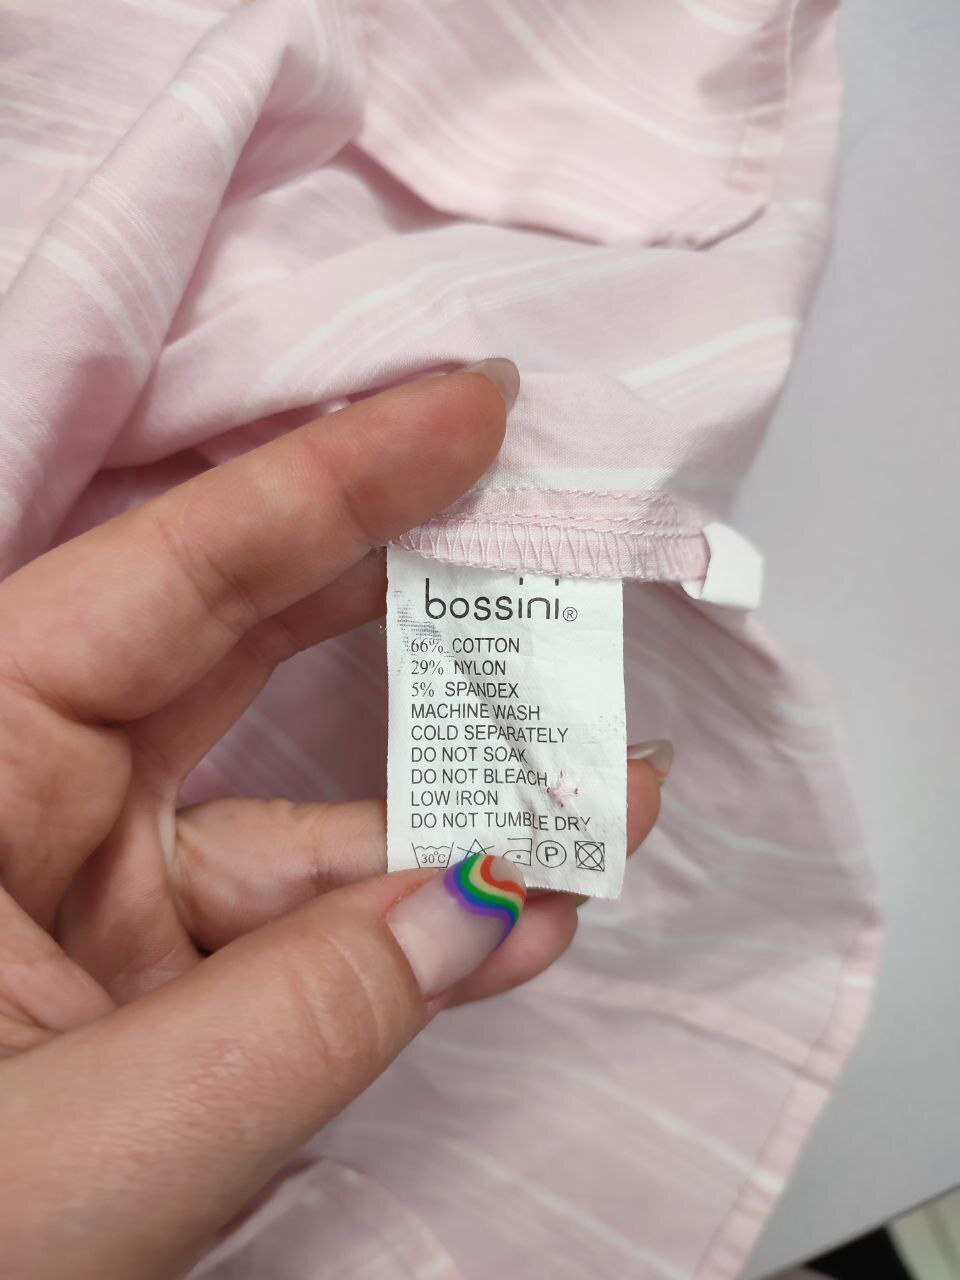 bossini®
66% COTTON
29% NYLON
5% SPANDEX
MACHINE WASH
COLD SEPARATELY
DO NOT SOAK
DO NOT BLEACH
LOW IRON
DO NOT TUMBLE DRY
30°C P